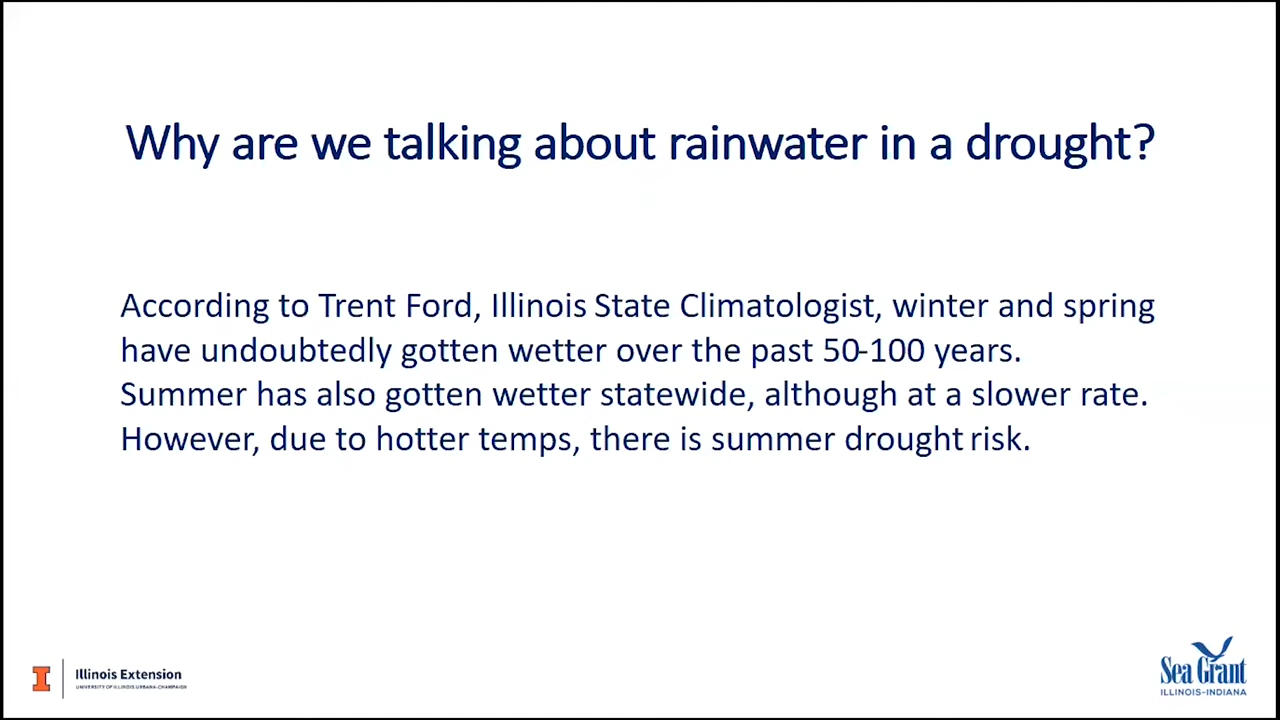 Why are we talking about rainwater in a drought?
According to Trent Ford, Illinois State Climatologist, winter and spring
have undoubtedly gotten wetter over the past 50-100 years.
Summer has also gotten wetter statewide, although at a slower rate.
However, due to hotter temps, there is summer drought risk.
I
Illinois Extension
UNIVERSITY OF ILLINOIS URBANA-CHAMPAIGN
Sea Grant
ILLINOIS-INDIANA